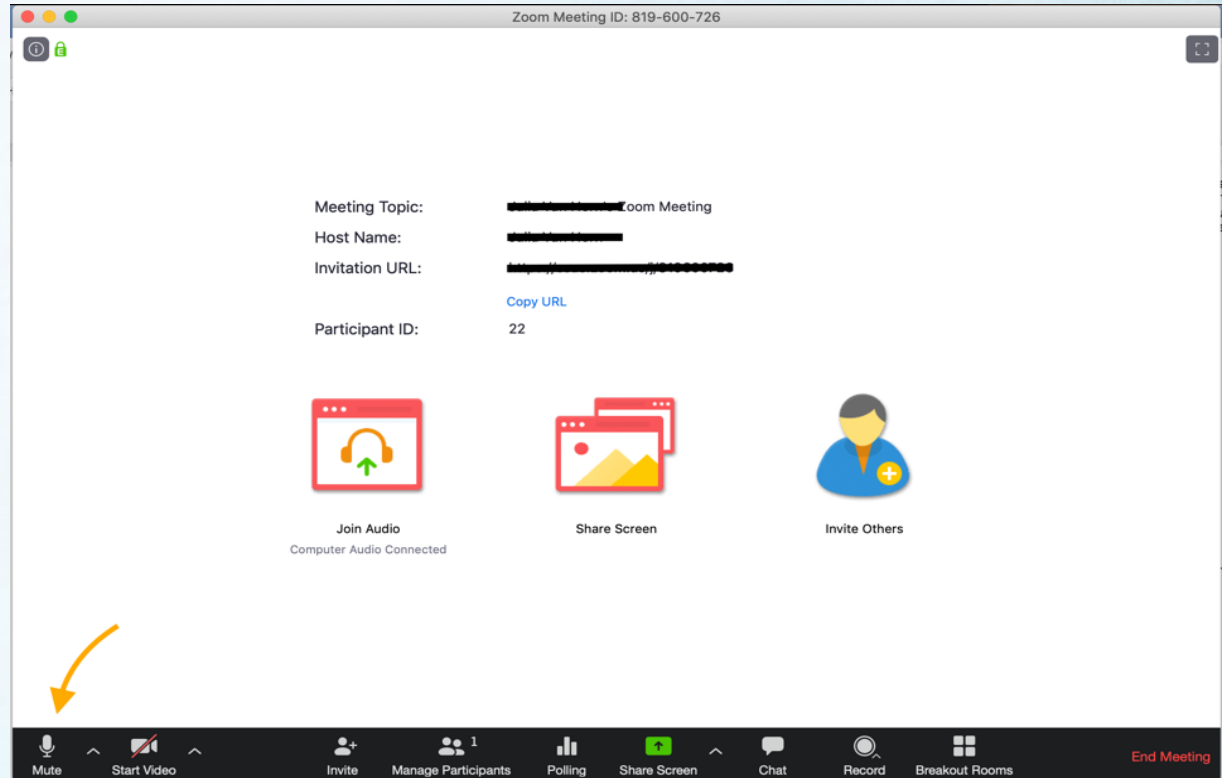 Zoom Meeting ID: 819-600-726
Meeting Topic: Zoom Meeting
Host Name:
Invitation URL:
Copy URL
Participant ID: 22
Join Audio Share Screen Invite Others
Computer Audio Connected
1
Mute Start Video Invite Manage Participants Polling Share Screen Chat Record Breakout Rooms End Meeting